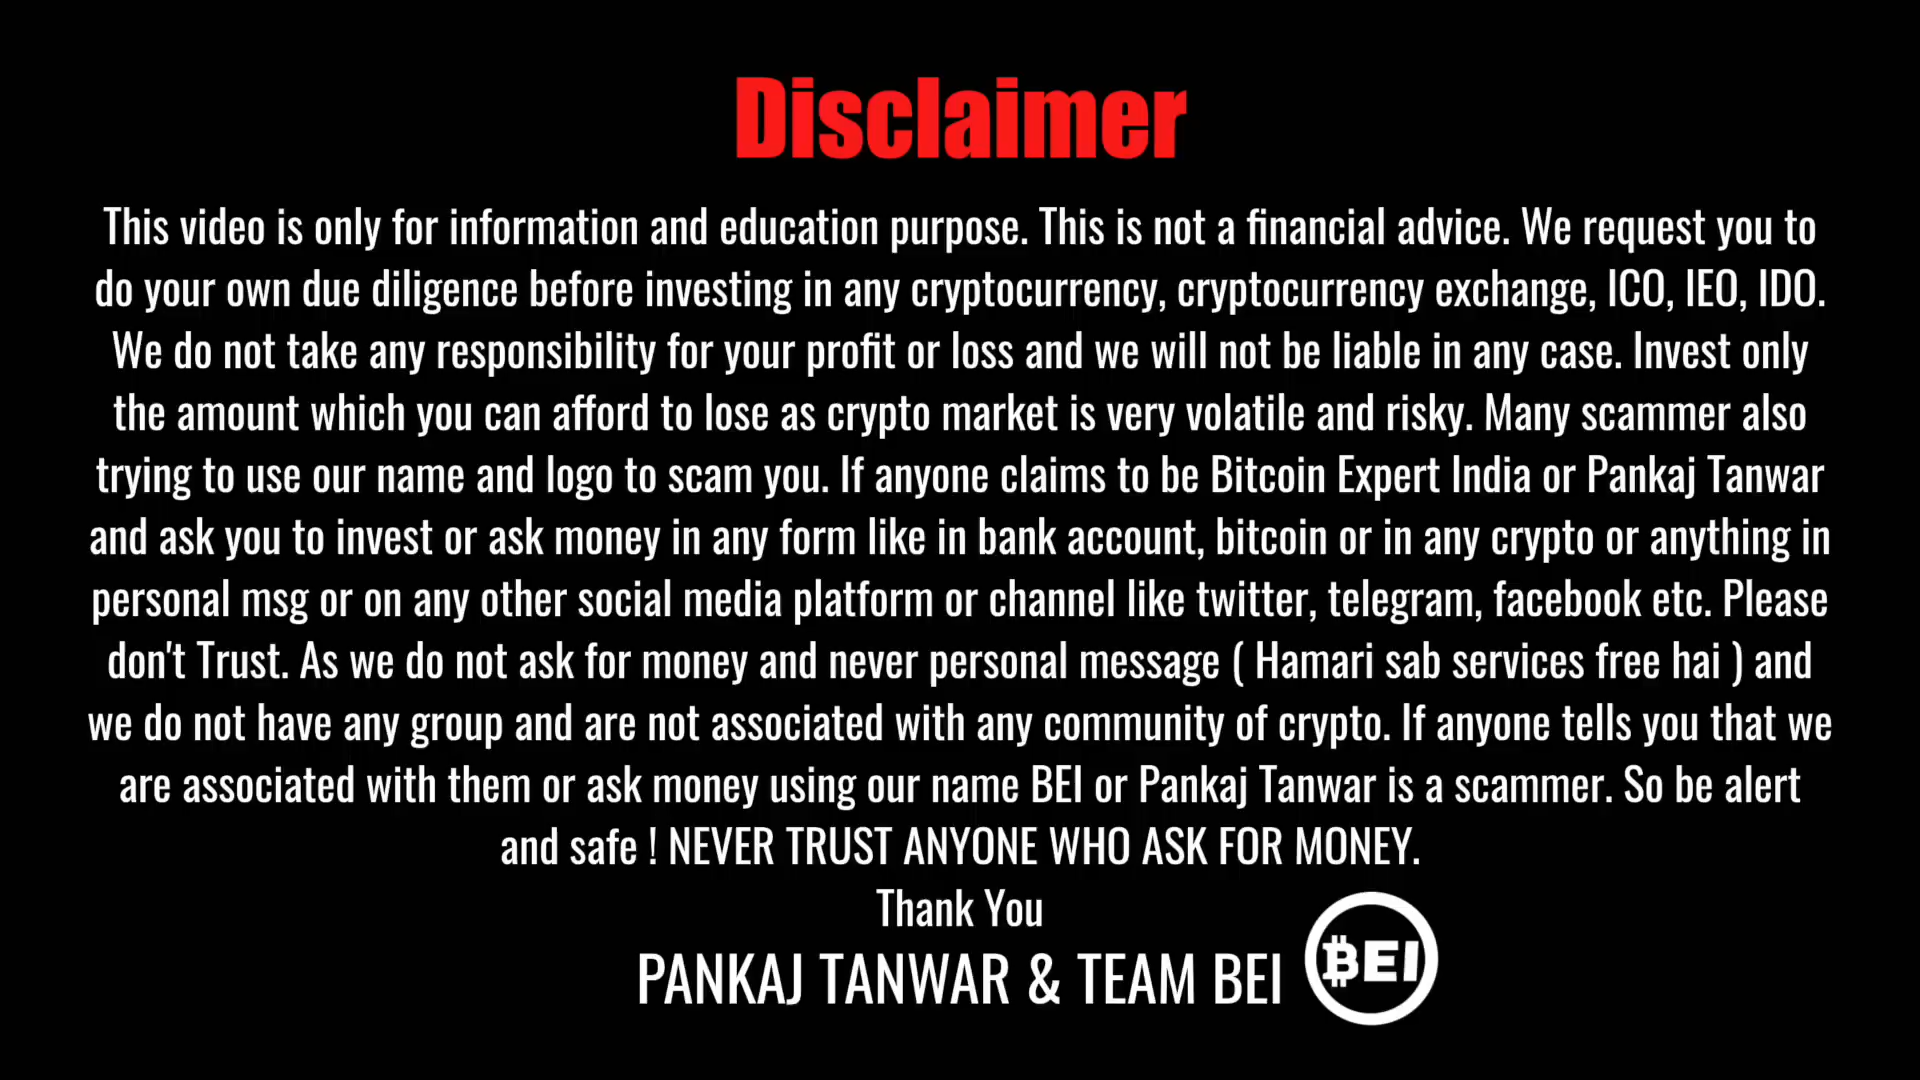 Disclaimer
This video is only for information and education purpose. This is not a financial advice. We request you to
do your own due diligence before investing in any cryptocurrency, cryptocurrency exchange, ICO, IEO, IDO.
We do not take any responsibility for your profit or loss and we will not be liable in any case. Invest only
the amount which you can afford to lose as crypto market is very volatile and risky. Many scammer also
trying to use our name and logo to scam you. If anyone claims to be Bitcoin Expert India or Pankaj Tanwar
and ask you to invest or ask money in any form like in bank account, bitcoin or in any crypto or anything in
personal msg or on any other social media platform or channel like twitter, telegram, facebook etc. Please
don't Trust. As we do not ask for money and never personal message ( Hamari sab services free hai ) and
we do not have any group and are not associated with any community of crypto. If anyone tells you that we
are associated with them or ask money using our name BEI or Pankaj Tanwar is a scammer. So be alert
and safe ! NEVER TRUST ANYONE WHO ASK FOR MONEY.
Thank You
PANKAJ TANWAR & TEAM BEI
BEI